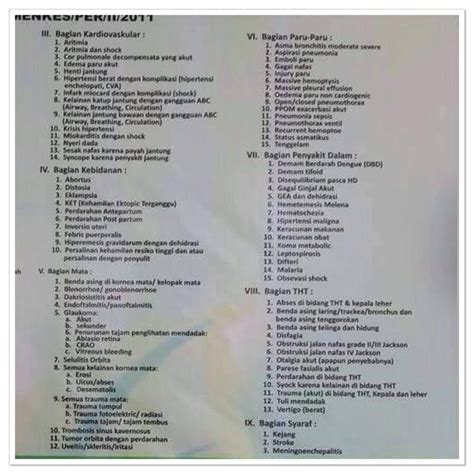 MENKES/PER/II/2011
III. Bagian Kardiovaskular :
1. Aritmia
2. Aritmia dan shock
3. Cor pulmonale decompensata yang akut
4. Edema paru akut
5. Henti jantung
6. Hipertensi berat dengan komplikasi (hipertensi
enchelopati, CVA)
7. Infark miocard dengan komplikasi (shock)
8. Kelainan katup jantung dengan gangguan ABC
(Airway, Breathing, Circulation)
9. Kelainan jantung bawaan dengan gangguan ABC
(Airway, Breathing, Circulation)
10. Krisis hipertensi
11. Miokarditis dengan shock
12. Nyeri dada
13. Sesak nafas karena payah jantung
14. Syncope karena penyakit jantung
IV. Bagian Kebidanan :
1. Abortus
2. Distosia
3. Eklampsia
4. KET (Kehamilan Ektopic Terganggu)
5. Perdarahan Antepartum
6. Perdarahan Post partum
7. Inversio uteri
8. Febris puerperalis
9. Hiperemesis gravidarum dengan dehidrasi
10. Persalinan kehamilan resiko tinggi dan atau
persalinan dengan penyulit
V. Bagian Mata :
1. Benda asing di kornea mata/ kelopak mata
2. Blenorrhoe/ gonoblenorrhoe
3. Dakriosistitis akut
4. Endoftalmitis/panoftalmitis
5. Glaukoma:
a. Akut
b. sekunder
6. Penurunan tajam penglihatan mendadak:
a. Ablasio retina
b. CRAO
c. Vitreous bleeding
7. Selulitis Orbita
8. Semua kelainan kornea mata:
a. Erosi
b. Ulcus/abses
c. Desematolis
9. Semua trauma mata:
a. Trauma tumpul
b. Trauma fotoelectric/ radiasi
c. Trauma tajam/ tajam tembus
10. Trombosis sinus kavernosis
11. Tumor orbita dengan perdarahan
12. Uveitis/skleritis/iritasi
VI. Bagian Paru-Paru :
1. Asma bronchitis moderate severe
2. Aspirasi pneumonia
3. Emboli paru
4. Gagal nafas
5. Injury paru
6. Massive hemoptysis
7. Massive pleural effusion
8. Oedema paru non cardiogenic
9. Open/closed pneumothorax
10. PPOM exacerbasi akut
11. Pneumonia sepsis
12. Pneumothorax ventil
13. Recurrent hemoptoe
14. Status asmatikus
15. Tenggelam
VII. Bagian Penyakit Dalam :
1. Demam Berdarah Dengue (DBD)
2. Demam tifoid
3. Disequilibrium pasca HD
4. Gagal Ginjal Akut
5. GEA dan dehidrasi
6. Hemetemesis Melena
7. Hematochezia
8. Hipertensi maligna
9. Keracunan makanan
10. Keracunan obat
11. Koma metabolic
12. Leptospirosis
13. Difteri
14. Malaria
15. Obsevasi shock
VIII. Bagian THT :
1. Abses di bidang THT & kepala leher
2. Benda asing laring/trackea/bronchus dan
benda asing tenggorokan
3. Benda asing telinga dan hidung
4. Disfagia
5. Obstruksi jalan nafas grade II/III Jackson
6. Obstruksi jalan nafas grade IV Jackson
7. Otalgia akut (apapun penyebabnya)
8. Parese fasialis akut
9. Perdarahan di bidang THT
10. Syock karena kelainan di bidang THT
11. Trauma (akut) di bidang THT, Kepala dan leher
12. Tuli mendadak
13. Vertigo (berat)
IX. Bagian Syaraf :
1. Kejang
2. Stroke
3. Meningoenchepalitis